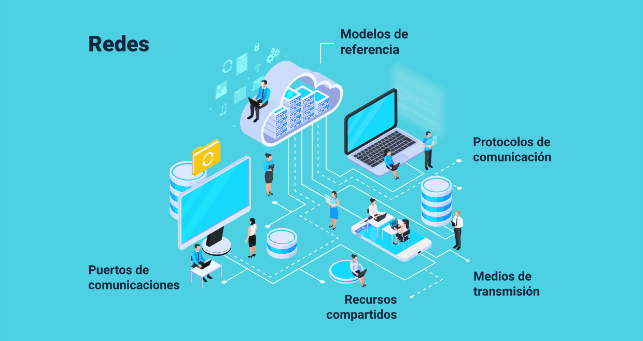 Redes
Modelos de
referencia
Protocolos de
comunicación
Puertos de
comunicaciones
Recursos
compartidos
Medios de
transmisión